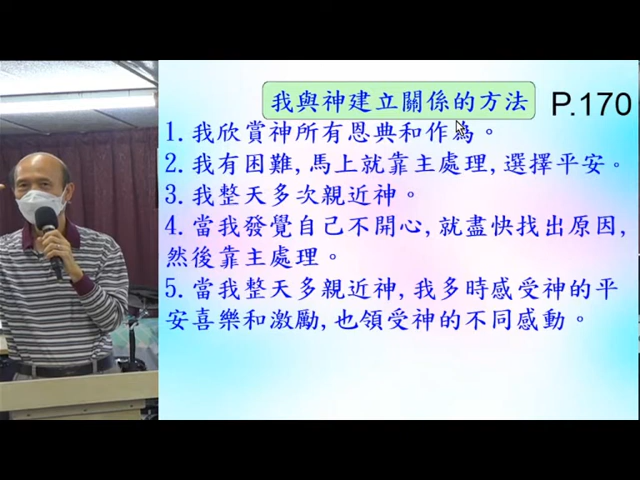 我與神建立關係的方法
P.170
1.我欣賞神所有恩典和作為。
2.我有困難,馬上就靠主處理,選擇平安。
3.我整天多次親近神。
4.當我發覺自己不開心,就盡快找出原因,
然後靠主處理。
5.當我整天多親近神,我多時感受神的平
安喜樂和激勵,也領受神的不同感動。